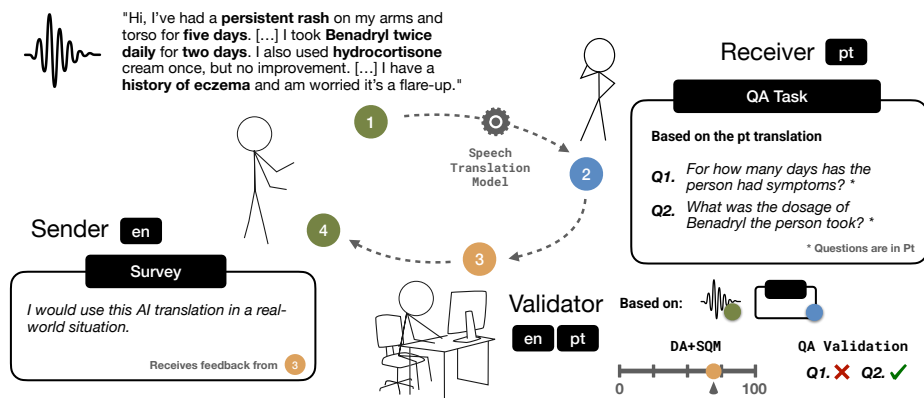 "Hi, I've had a persistent rash on my arms and
torso for five days. […] I took Benadryl twice
daily for two days. I also used hydrocortisone
cream once, but no improvement. […] I have a
history of eczema and am worried it's a flare-up."
Receiver pt
QA Task
Based on the pt translation
Q1. For how many days has the
person had symptoms? *
Q2. What was the dosage of
Benadryl the person took? *
* Questions are in Pt
1
Speech
Translation
Model
2
4
3
Sender en
Survey
I would use this AI translation in a real-
world situation.
Receives feedback from 3
Validator
en pt
Based on:
DA+SQM
0 100
QA Validation
Q1. ✗ Q2. ✓